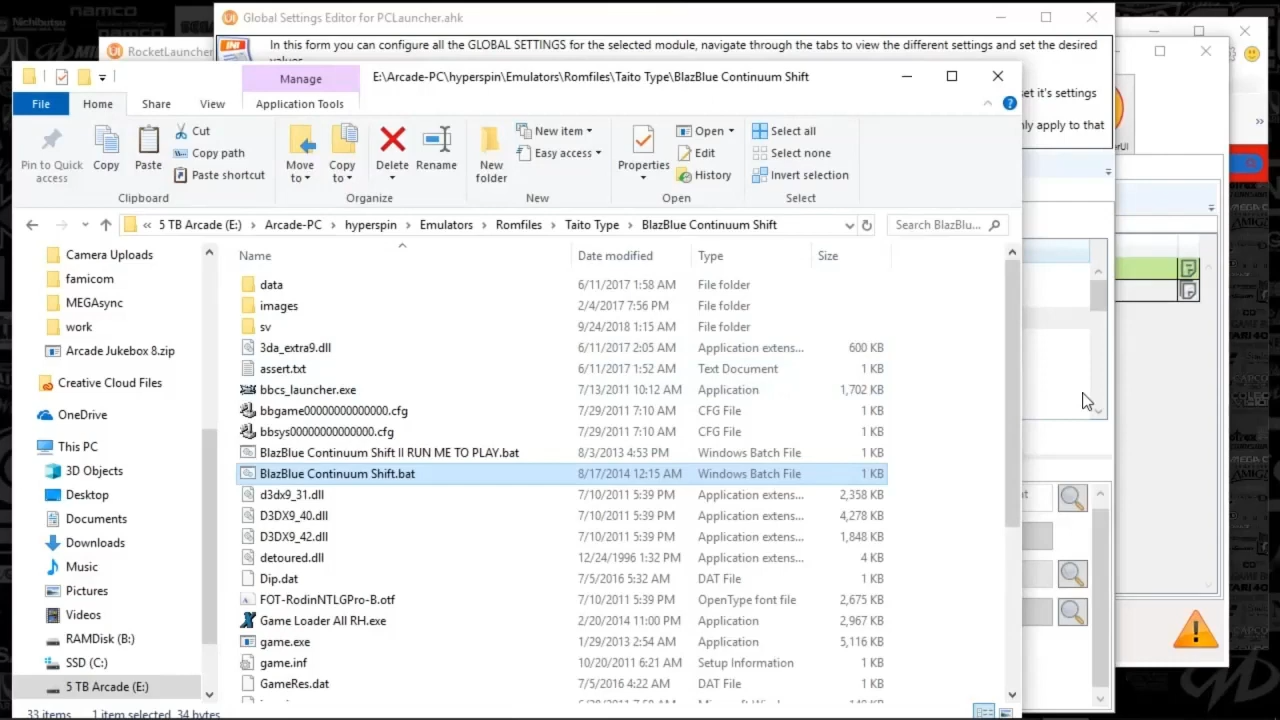 Global Settings Editor for PCLauncher.ahk
In this form you can configure all the GLOBAL SETTINGS for the selected module, navigate through the tabs to view the different settings and set the desired
RocketLauncher
Manage
E:\Arcade-PC\hyperspin\Emulators\Romfiles\Taito Type\BlazBlue Continuum Shift
File
Home
Share
View
Application Tools
set it's settings
only apply to that
Pin to Quick access
Copy
Paste
Cut
Copy path
Paste shortcut
Clipboard
Move to
Copy to
Delete
Rename
Organize
New folder
New item
Easy access
New
Properties
Open
Edit
History
Open
Select all
Select none
Invert selection
Select
« 5 TB Arcade (E:) > Arcade-PC > hyperspin > Emulators > Romfiles > Taito Type > BlazBlue Continuum Shift
Search BlazBlu...
Name Date modified Type Size
Camera Uploads
famicom
MEGAsync
work
Arcade Jukebox 8.zip
Creative Cloud Files
OneDrive
This PC
3D Objects
Desktop
Documents
Downloads
Music
Pictures
Videos
RAMDisk (B:)
SSD (C:)
5 TB Arcade (E:)
data 6/11/2017 1:58 AM File folder
images 2/4/2017 7:56 PM File folder
sv 9/24/2018 1:15 AM File folder
3da_extra9.dll 6/11/2017 2:05 AM Application extens... 600 KB
assert.txt 6/11/2017 1:52 AM Text Document 1 KB
bbcs_launcher.exe 7/13/2011 10:12 AM Application 1,702 KB
bbgame00000000000000.cfg 7/29/2011 7:10 AM CFG File 1 KB
bbsys00000000000000.cfg 7/29/2011 7:10 AM CFG File 1 KB
BlazBlue Continuum Shift II RUN ME TO PLAY.bat 8/3/2013 4:53 PM Windows Batch File 1 KB
BlazBlue Continuum Shift.bat 8/17/2014 12:15 AM Windows Batch File 1 KB
d3dx9_31.dll 7/10/2011 5:39 PM Application extens... 2,358 KB
D3DX9_40.dll 7/10/2011 5:39 PM Application extens... 4,278 KB
D3DX9_42.dll 7/10/2011 5:39 PM Application extens... 1,848 KB
detoured.dll 12/24/1996 1:32 PM Application extens... 4 KB
Dip.dat 7/5/2016 5:32 AM DAT File 1 KB
FOT-RodinNTLGPro-B.otf 7/10/2011 5:39 PM OpenType font file 2,675 KB
Game Loader All RH.exe 2/20/2014 11:00 PM Application 2,967 KB
game.exe 1/29/2013 2:54 AM Application 5,116 KB
game.inf 10/20/2011 6:21 AM Setup Information 1 KB
GameRes.dat 7/5/2016 4:22 AM DAT File 1 KB
33 items 1 item selected 34 bytes